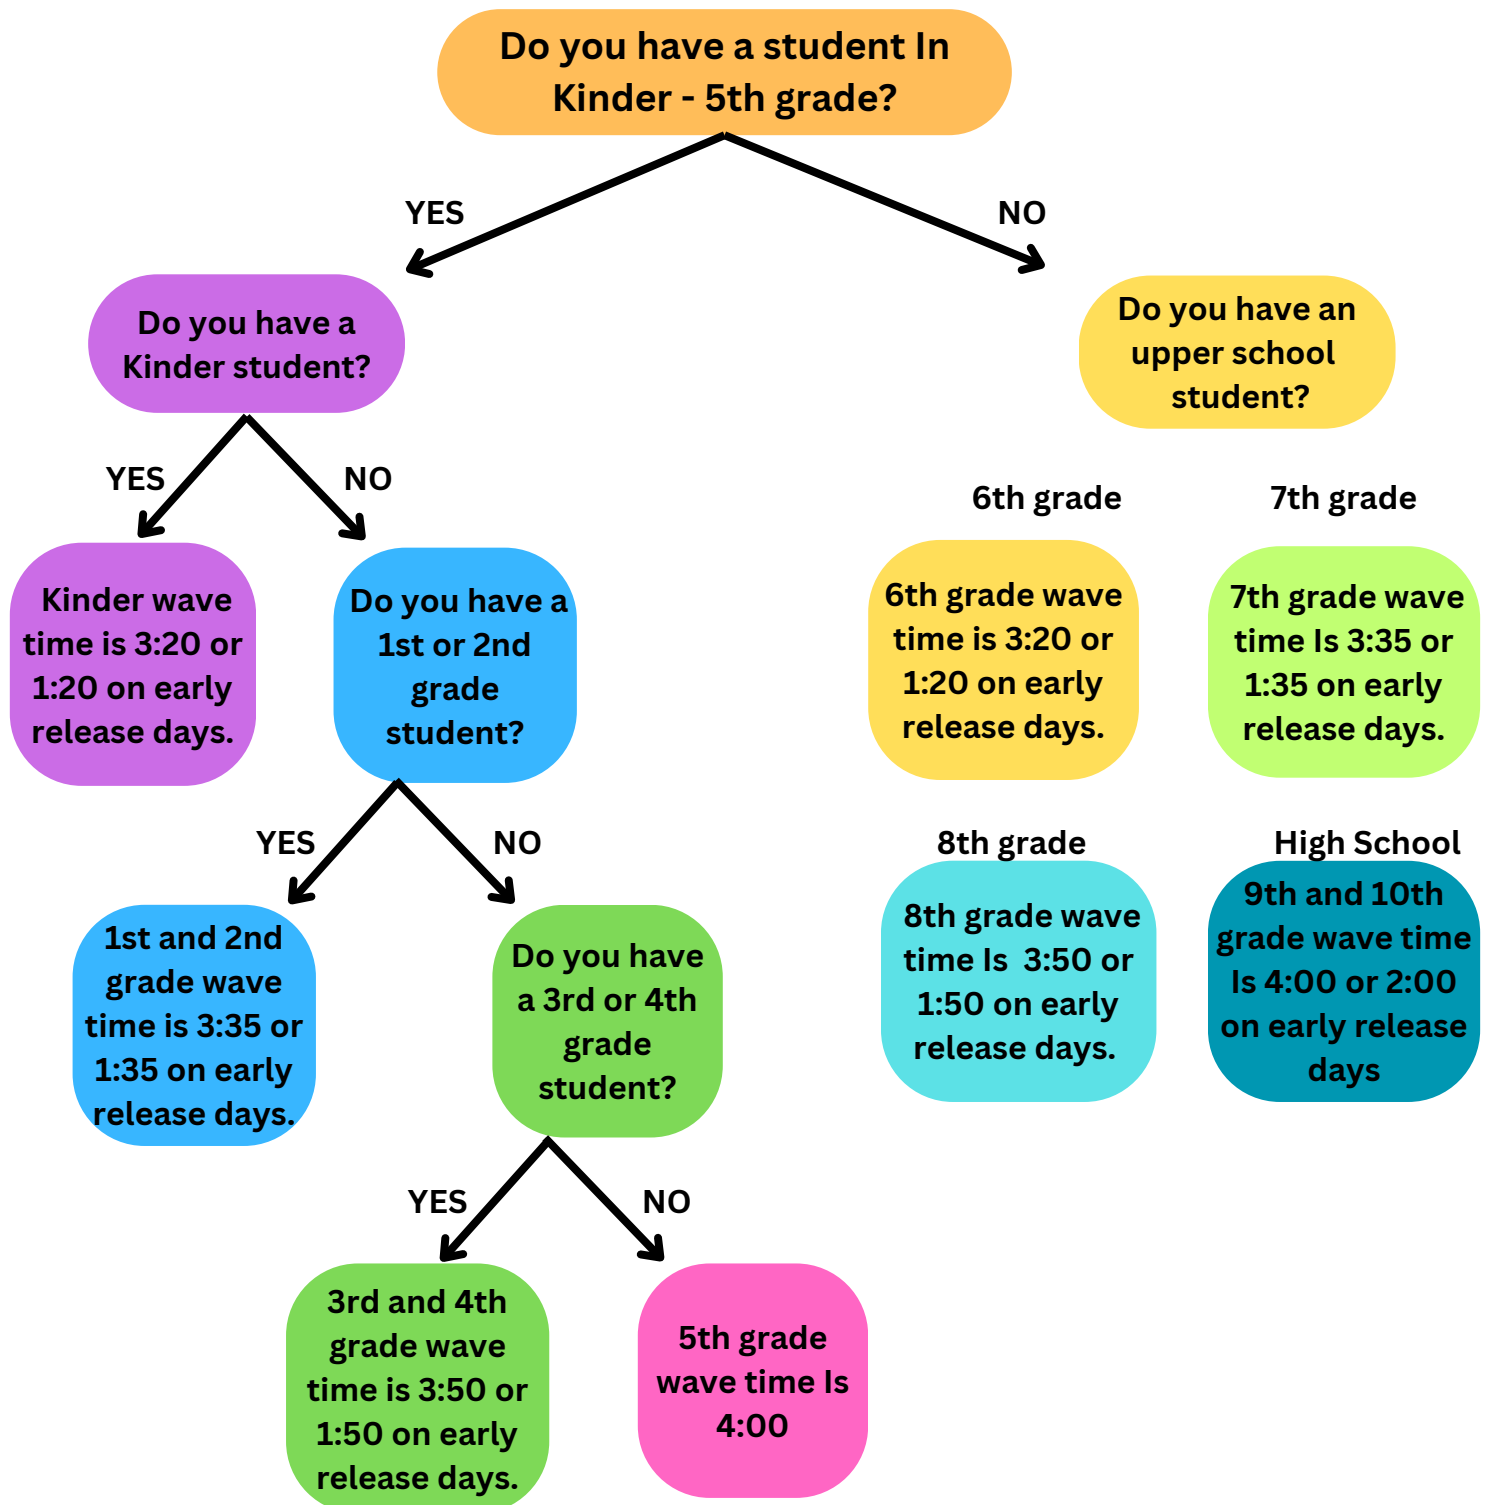 Do you have a student In
Kinder - 5th grade?
YES
NO
Do you have a
Kinder student?
Do you have an
upper school
student?
YES
NO
6th grade
7th grade
Kinder wave
time is 3:20 or
1:20 on early
release days.
Do you have a
1st or 2nd
grade
student?
6th grade wave
time is 3:20 or
1:20 on early
release days.
7th grade wave
time Is 3:35 or
1:35 on early
release days.
YES
NO
8th grade
High School
1st and 2nd
grade wave
time is 3:35 or
1:35 on early
release days.
Do you have
a 3rd or 4th
grade
student?
8th grade wave
time Is  3:50 or
1:50 on early
release days.
9th and 10th
grade wave time
Is 4:00 or 2:00
on early release
days
YES
NO
3rd and 4th
grade wave
time is 3:50 or
1:50 on early
release days.
5th grade
wave time Is
4:00